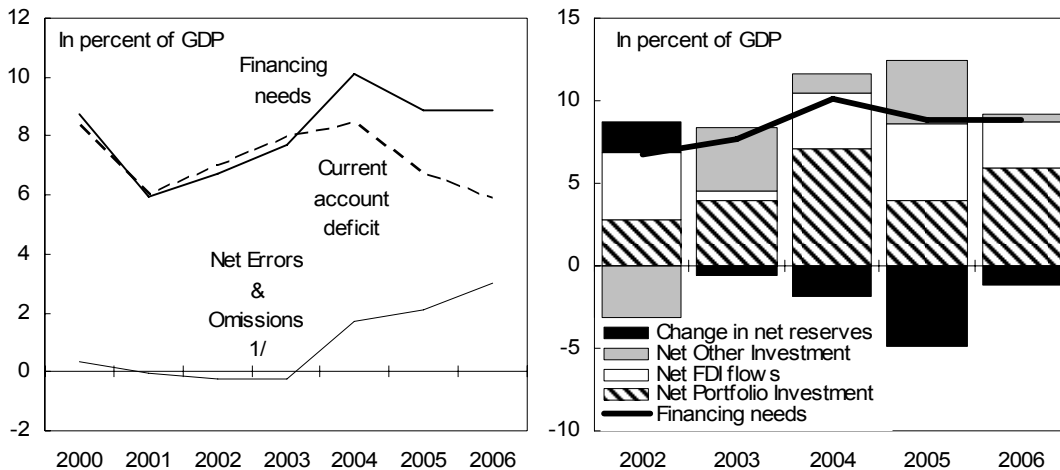 12
In percent of GDP
10
Financing
needs
8
6
Current
account
deficit
4
Net Errors
&
Omissions
1/
2
0
-2
2000 2001 2002 2003 2004 2005 2006
15
In percent of GDP
10
5
0
Change in net reserves
-5
Net Other Investment
Net FDI flows
Net Portfolio Investment
Financing needs
-10
2002 2003 2004 2005 2006